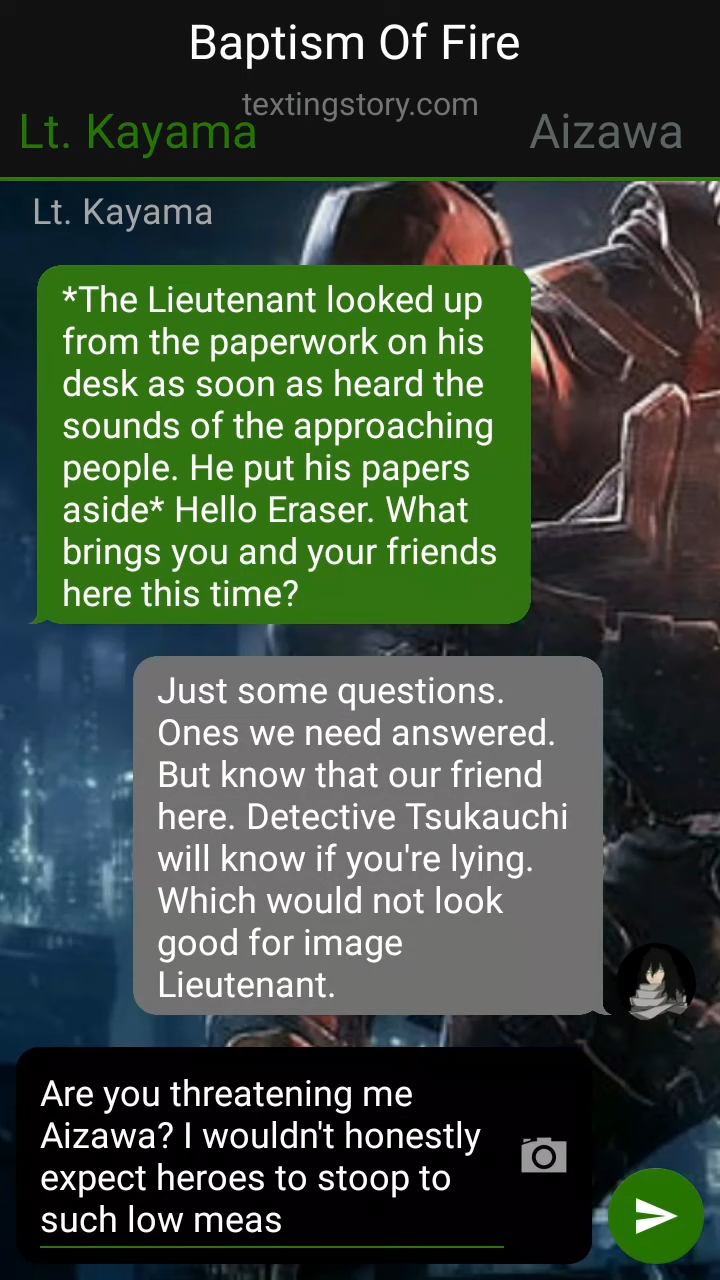 Baptism Of Fire
textingstory.com
Lt. Kayama
Aizawa
Lt. Kayama
*The Lieutenant looked up
from the paperwork on his
desk as soon as heard the
sounds of the approaching
people. He put his papers
aside* Hello Eraser. What
brings you and your friends
here this time?
Just some questions.
Ones we need answered.
But know that our friend
here. Detective Tsukauchi
will know if you're lying.
Which would not look
good for image
Lieutenant.
Are you threatening me
Aizawa? I wouldn't honestly
expect heroes to stoop to
such low meas